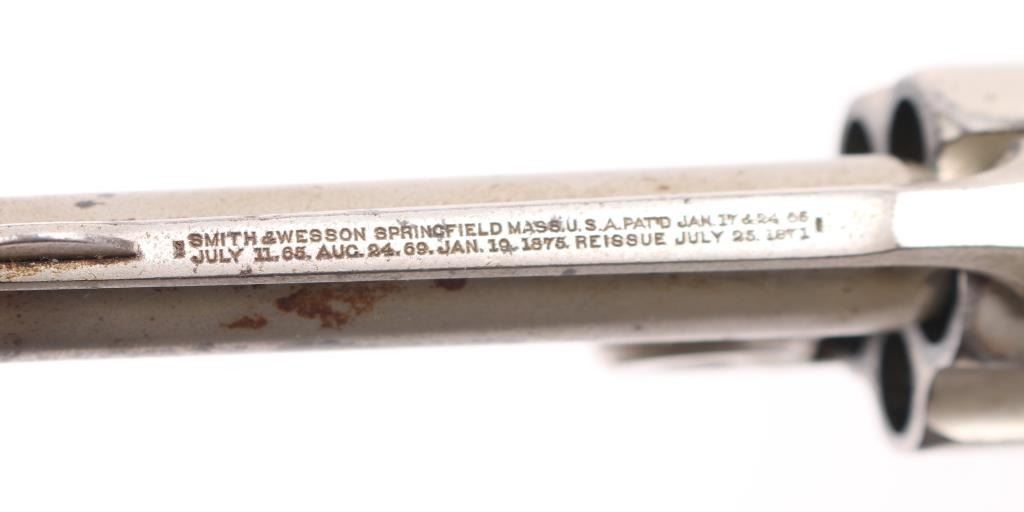 SMITH & WESSON SPRINGFIELD MASS. U.S.A. PAT'D JAN. 17 & 24 65
JULY 11. 65. AUG. 24. 69. JAN. 19. 1875. REISSUE JULY 25. 1871